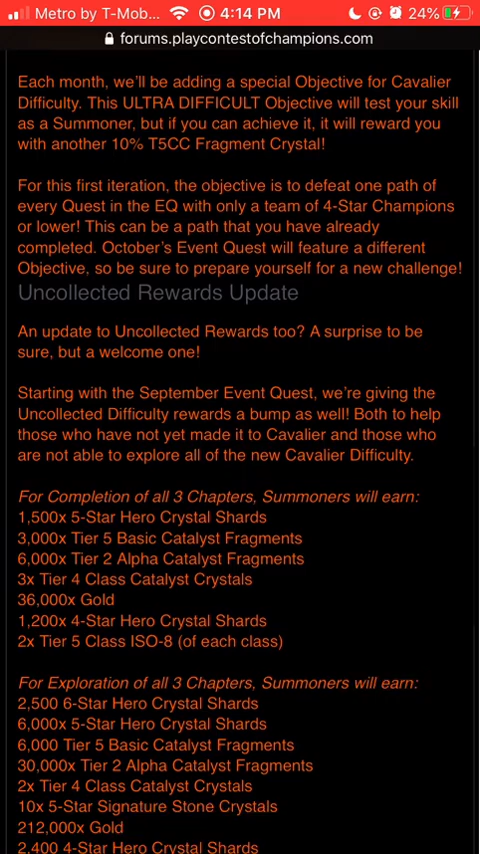 Metro by T-Mob... 4:14 PM 24%
forums.playcontestofchampions.com
Each month, we'll be adding a special Objective for Cavalier
Difficulty. This ULTRA DIFFICULT Objective will test your skill
as a Summoner, but if you can achieve it, it will reward you
with another 10% T5CC Fragment Crystal!
For this first iteration, the objective is to defeat one path of
every Quest in the EQ with only a team of 4-Star Champions
or lower! This can be a path that you have already
completed. October's Event Quest will feature a different
Objective, so be sure to prepare yourself for a new challenge!
Uncollected Rewards Update
An update to Uncollected Rewards too? A surprise to be
sure, but a welcome one!
Starting with the September Event Quest, we're giving the
Uncollected Difficulty rewards a bump as well! Both to help
those who have not yet made it to Cavalier and those who
are not able to explore all of the new Cavalier Difficulty.
For Completion of all 3 Chapters, Summoners will earn:
1,500x 5-Star Hero Crystal Shards
3,000x Tier 5 Basic Catalyst Fragments
6,000x Tier 2 Alpha Catalyst Fragments
3x Tier 4 Class Catalyst Crystals
36,000x Gold
1,200x 4-Star Hero Crystal Shards
2x Tier 5 Class ISO-8 (of each class)
For Exploration of all 3 Chapters, Summoners will earn:
2,500 6-Star Hero Crystal Shards
6,000x 5-Star Hero Crystal Shards
6,000 Tier 5 Basic Catalyst Fragments
30,000x Tier 2 Alpha Catalyst Fragments
2x Tier 4 Class Catalyst Crystals
10x 5-Star Signature Stone Crystals
212,000x Gold
2,400 4-Star Hero Crystal Shards